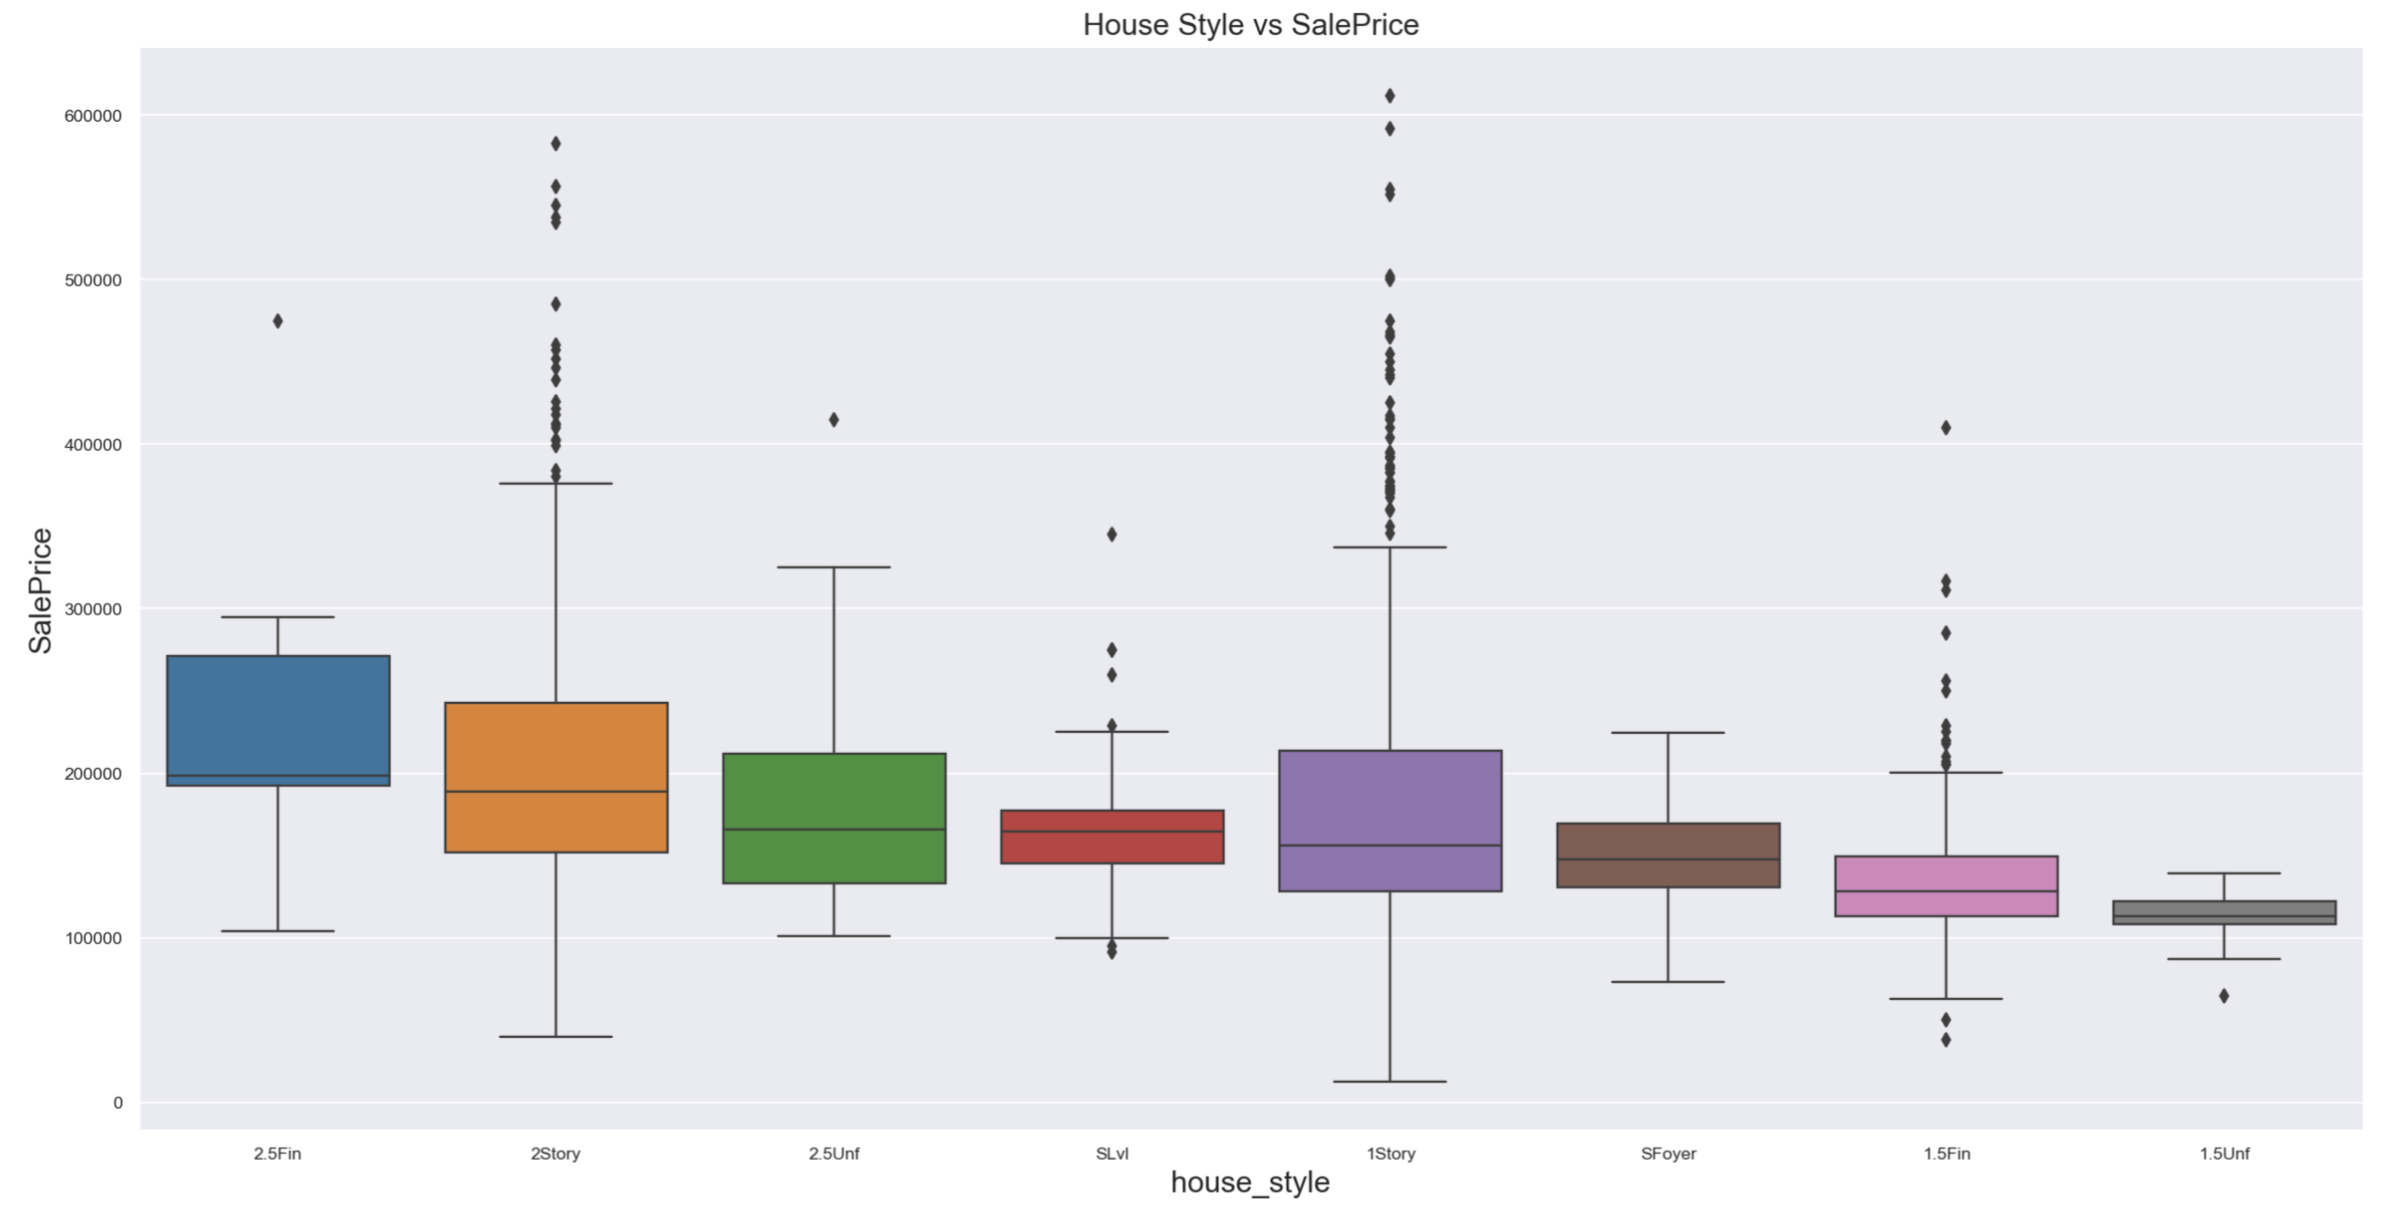 House Style vs SalePrice
600000
500000
400000
300000
200000
100000
0
SalePrice
2.5Fin 2Story 2.5Unf SLvl 1Story SFoyer 1.5Fin 1.5Unf
house_style